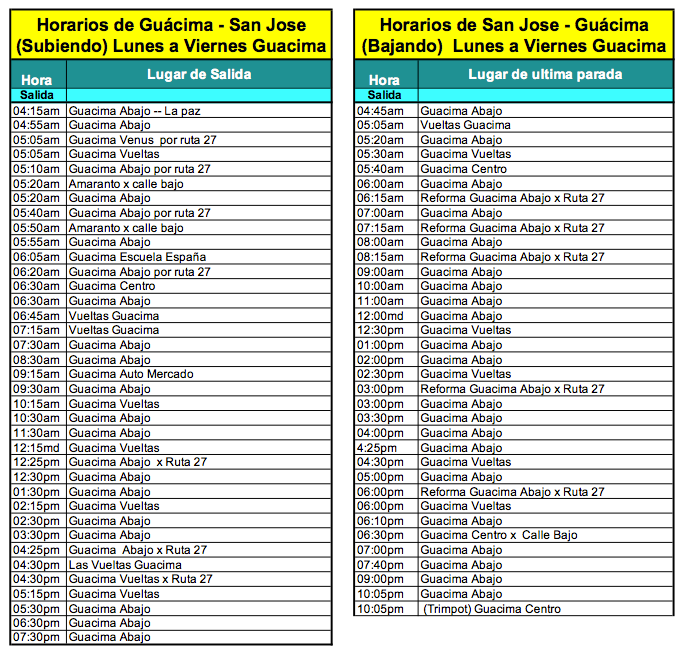 Horarios de Guácima - San Jose
(Subiendo) Lunes a Viernes Guacima
Hora Lugar de Salida
Salida
04:15am Guacima Abajo -- La paz
04:55am Guacima Abajo
05:05am Guacima Venus por ruta 27
05:05am Guacima Vueltas
05:10am Guacima Abajo por ruta 27
05:20am Amaranto x calle bajo
05:20am Guacima Abajo
05:40am Guacima Abajo por ruta 27
05:50am Amaranto x calle bajo
05:55am Guacima Abajo
06:05am Guacima Escuela España
06:20am Guacima Abajo por ruta 27
06:30am Guacima Centro
06:30am Guacima Abajo
06:45am Vueltas Guacima
07:15am Vueltas Guacima
07:30am Guacima Abajo
08:30am Guacima Abajo
09:15am Guacima Auto Mercado
09:30am Guacima Abajo
10:15am Guacima Vueltas
10:30am Guacima Abajo
11:30am Guacima Abajo
12:15md Guacima Vueltas
12:25pm Guacima Abajo x Ruta 27
12:30pm Guacima Abajo
01:30pm Guacima Abajo
02:15pm Guacima Vueltas
02:30pm Guacima Abajo
03:30pm Guacima Abajo
04:25pm Guacima Abajo x Ruta 27
04:30pm Las Vueltas Guacima
04:30pm Guacima Vueltas x Ruta 27
05:15pm Guacima Vueltas
05:30pm Guacima Abajo
06:30pm Guacima Abajo
07:30pm Guacima Abajo
Horarios de San Jose - Guácima
(Bajando) Lunes a Viernes Guacima
Hora Lugar de ultima parada
Salida
04:45am Guacima Abajo
05:05am Vueltas Guacima
05:20am Guacima Abajo
05:30am Guacima Vueltas
05:40am Guacima Centro
06:00am Guacima Abajo
06:15am Reforma Guacima Abajo x Ruta 27
07:00am Guacima Abajo
07:15am Reforma Guacima Abajo x Ruta 27
08:00am Guacima Abajo
08:15am Reforma Guacima Abajo x Ruta 27
09:00am Guacima Abajo
10:00am Guacima Abajo
11:00am Guacima Abajo
12:00md Guacima Abajo
12:30pm Guacima Vueltas
01:00pm Guacima Abajo
02:00pm Guacima Abajo
02:30pm Guacima Vueltas
03:00pm Reforma Guacima Abajo x Ruta 27
03:00pm Guacima Abajo
03:30pm Guacima Abajo
04:00pm Guacima Abajo
4:25pm Guacima Abajo
04:30pm Guacima Vueltas
05:00pm Guacima Abajo
06:00pm Reforma Guacima Abajo x Ruta 27
06:00pm Guacima Vueltas
06:10pm Guacima Abajo
06:30pm Guacima Centro x Calle Bajo
07:00pm Guacima Abajo
07:40pm Guacima Abajo
09:00pm Guacima Abajo
10:05pm Guacima Abajo
10:05pm (Trimpot) Guacima Centro